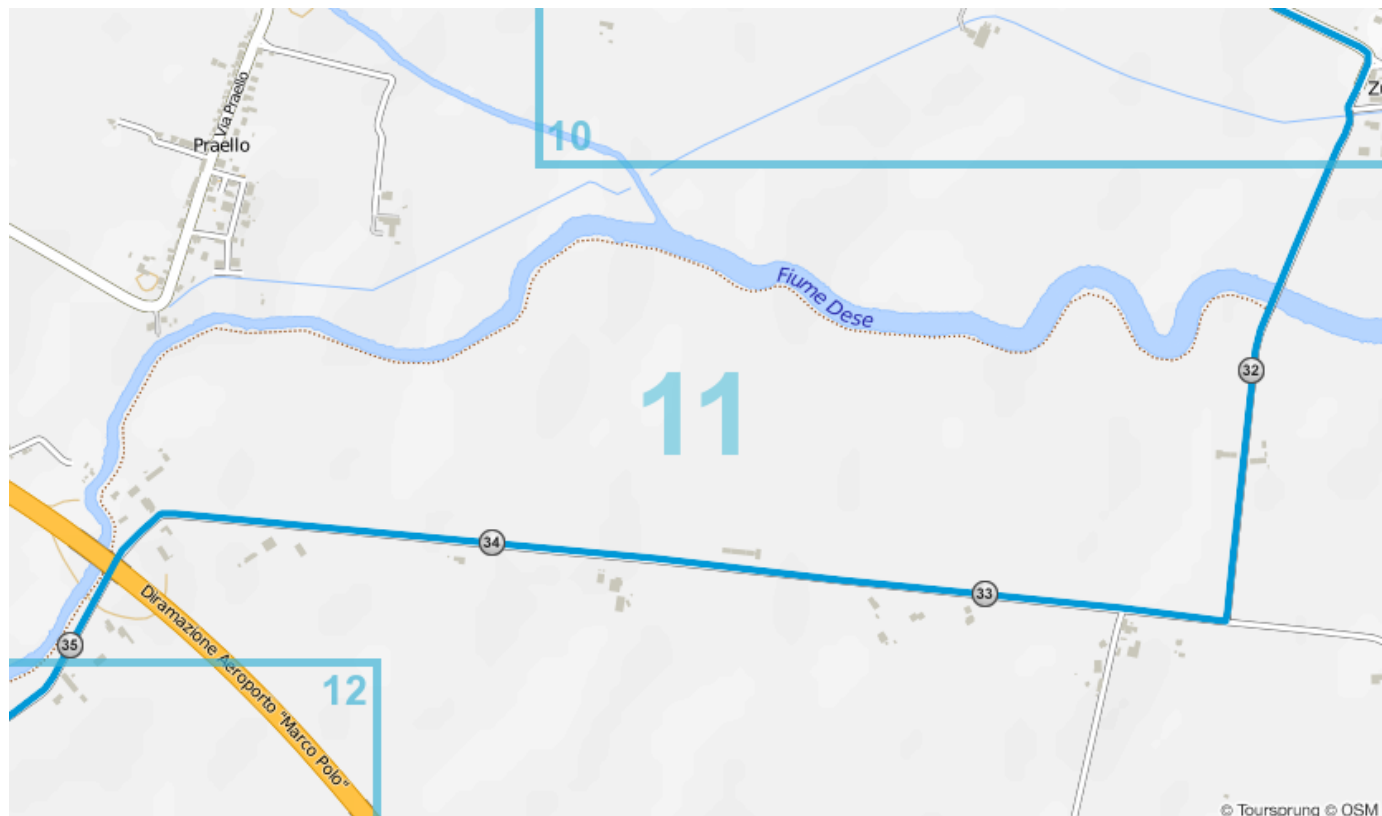 Via Praello
Praello
10
Fiume Dese
11
32
34
33
35
12
Diramazione Aeroporto "Marco Polo"
© Toursprung © OSM